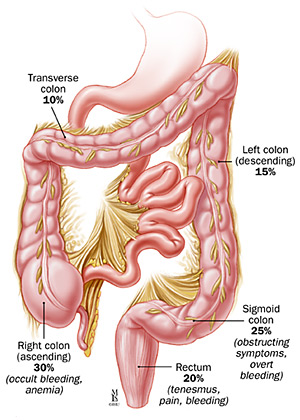 Transverse
colon
10%
Left colon
(descending)
15%
Sigmoid
colon
25%
(obstructing
symptoms,
overt
bleeding)
Right colon
(ascending)
30%
(occult bleeding,
anemia)
Rectum
20%
(tenesmus,
pain, bleeding)